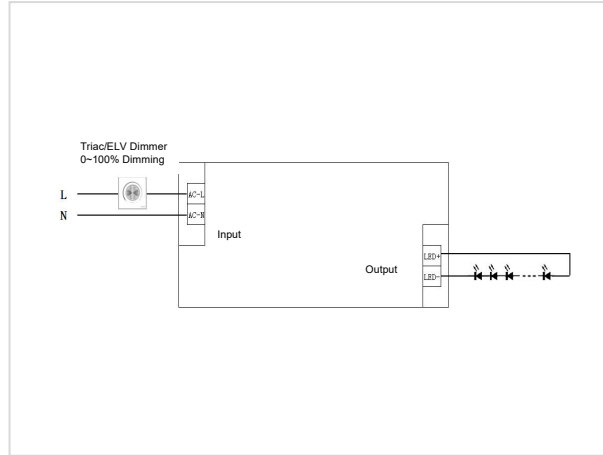 Triac/ELV Dimmer
0~100% Dimming
L
AC-L
N
AC-N
Input
LED+
Output
LED-